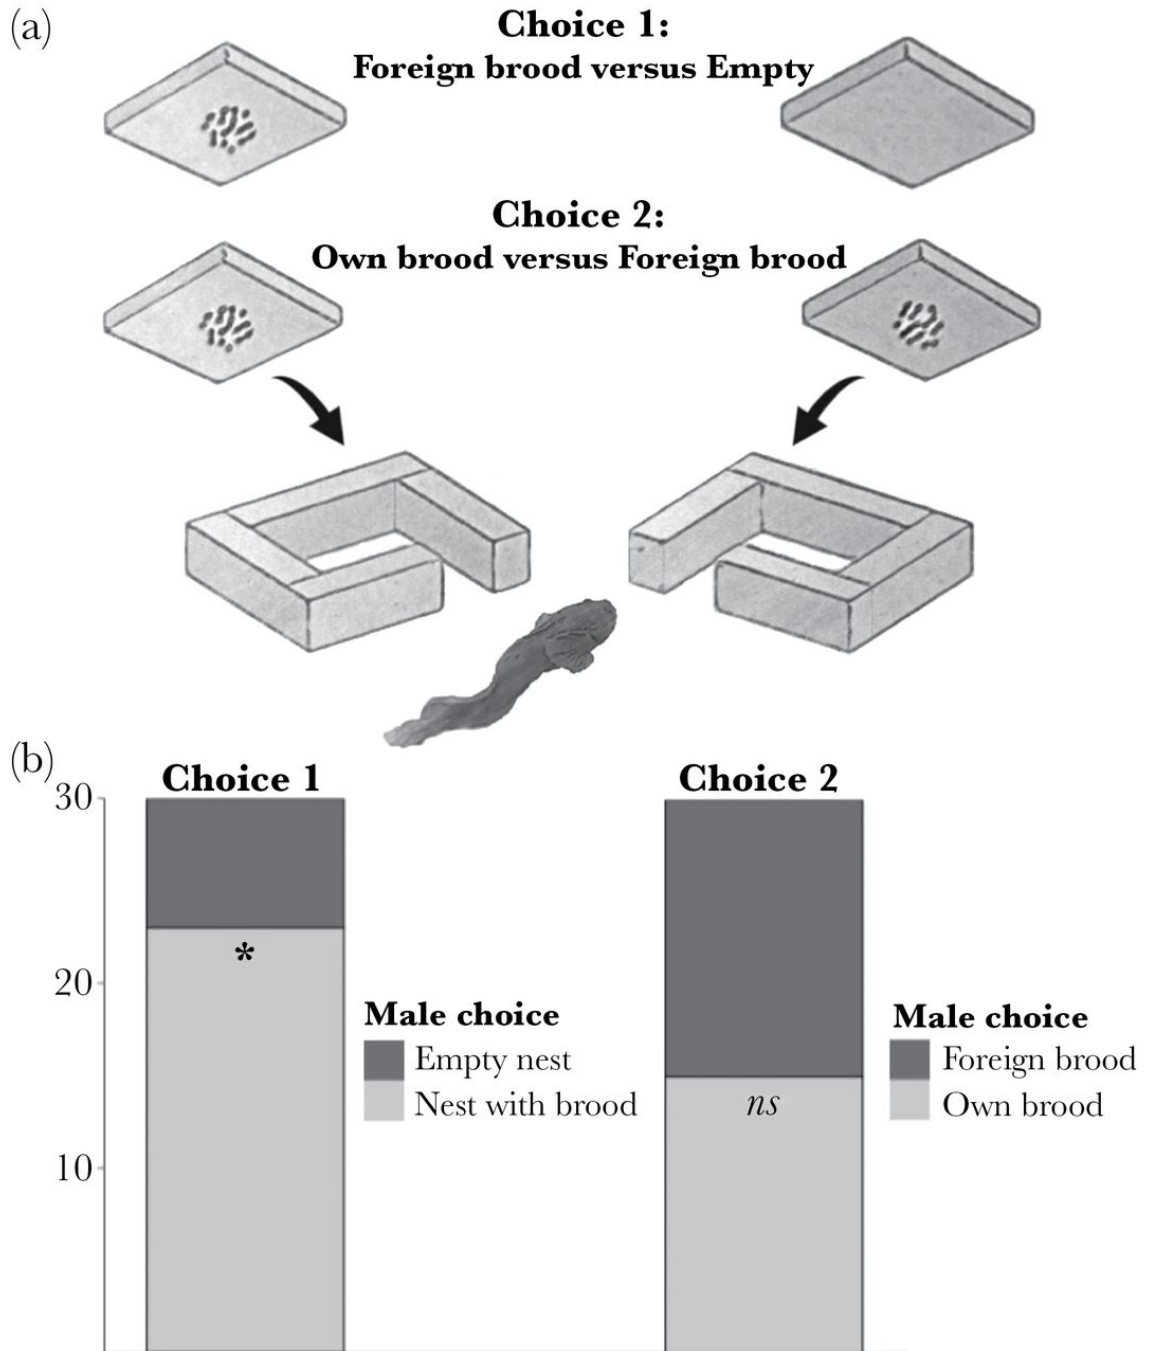 (a)
Choice 1:
Foreign brood versus Empty
Choice 2:
Own brood versus Foreign brood
(b)
Choice 1
Choice 2
30
20
10
*
ns
Male choice
Empty nest
Nest with brood
Male choice
Foreign brood
Own brood